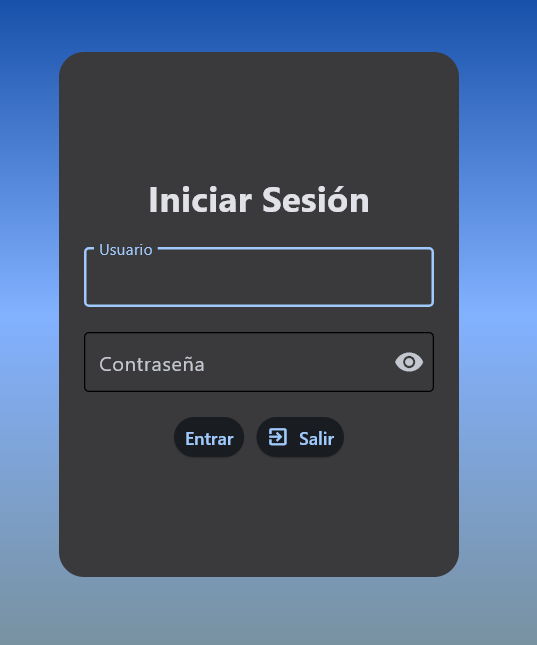 Iniciar Sesión
Usuario
Contraseña
Entrar Salir